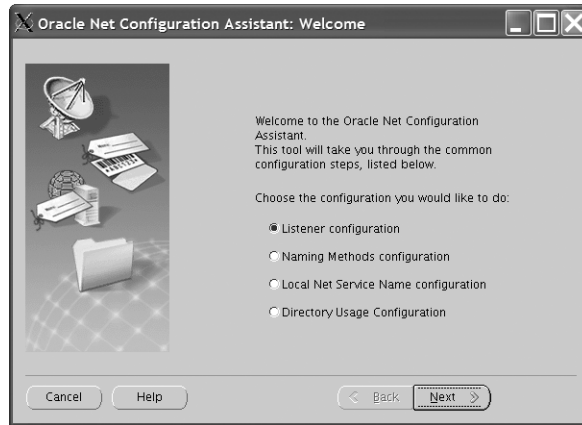 Oracle Net Configuration Assistant: Welcome
Welcome to the Oracle Net Configuration
Assistant.
This tool will take you through the common
configuration steps, listed below.
Choose the configuration you would like to do:
Listener configuration
Naming Methods configuration
Local Net Service Name configuration
Directory Usage Configuration
Cancel
Help
Back
Next